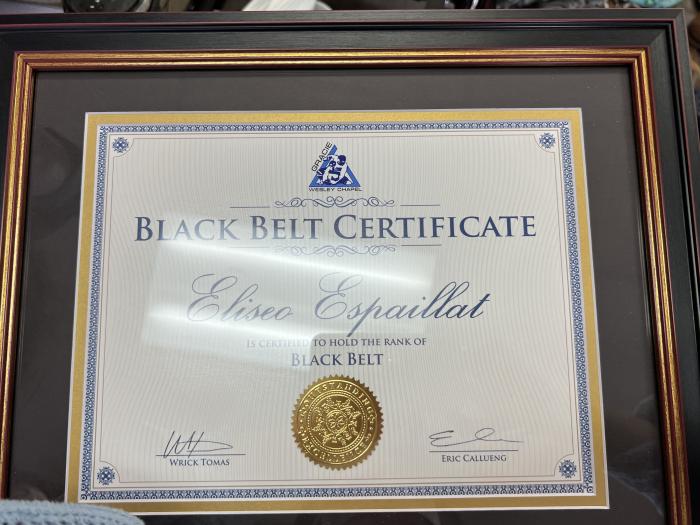 GRACIE
WESLEY CHAPEL
BLACK BELT CERTIFICATE
Eliseo Espaillat
IS CERTIFIED TO HOLD THE RANK OF
BLACK BELT
WRICK TOMAS
ERIC CALLUENG